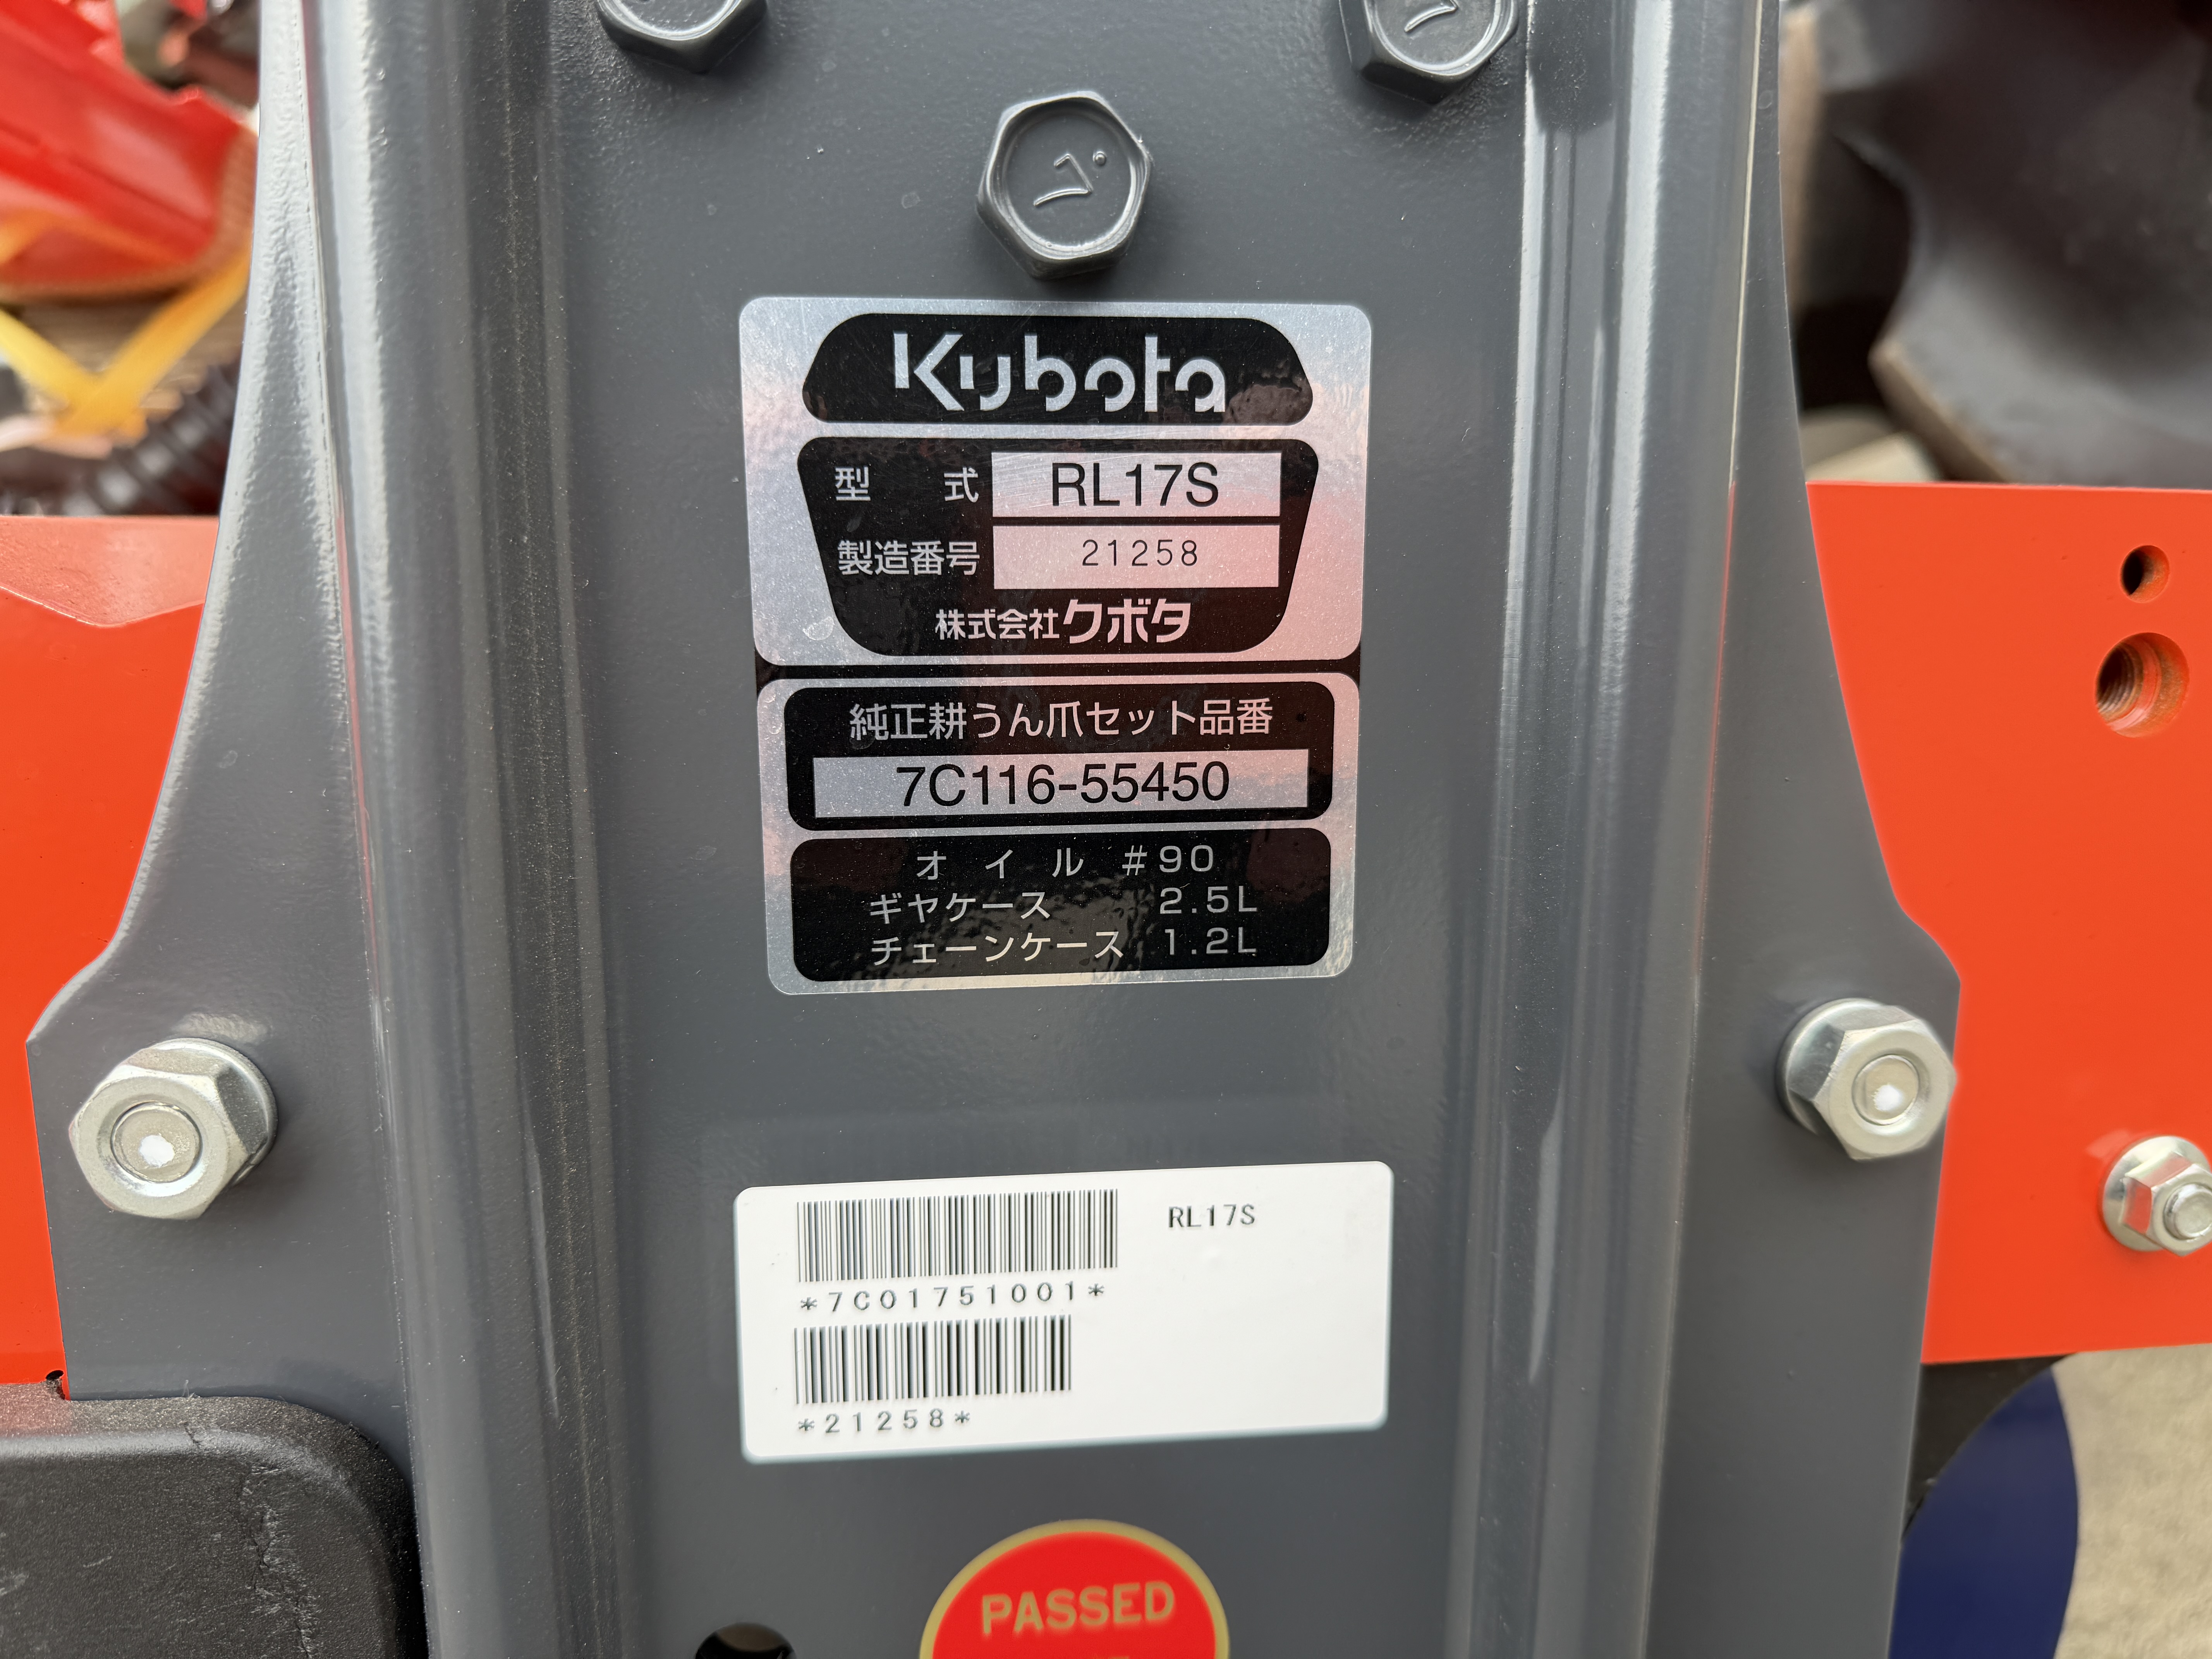 7
7
Kubota
型 式 RL17S
製造番号 21258
株式会社クボタ
純正耕うん爪セット品番
7C116-55450
オイル #90
ギヤケース 2.5L
チェーンケース 1.2L
RL17S
*7C01751001*
*21258*
PASSED